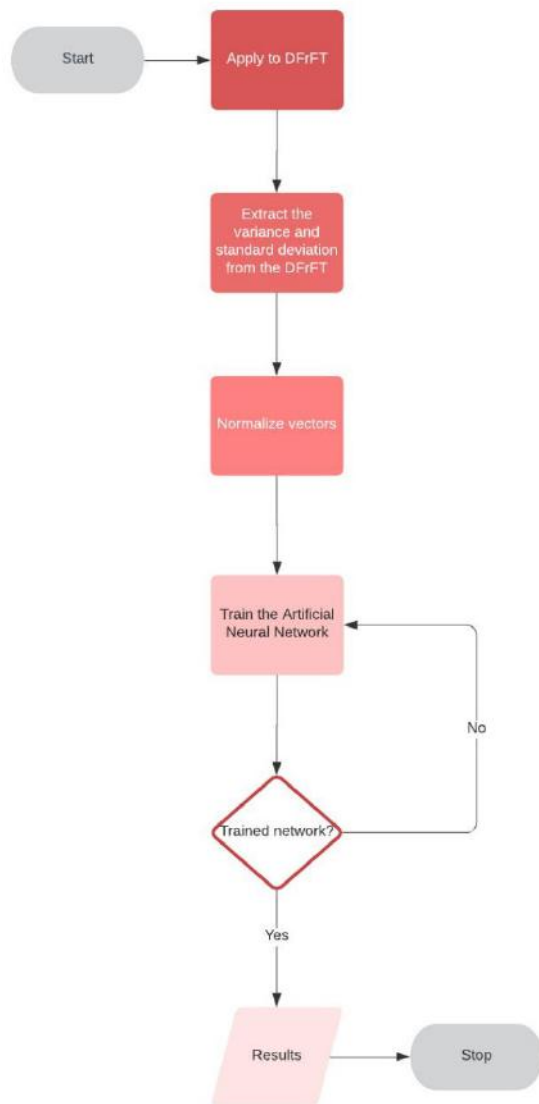 Start
Apply to DFrFT
Extract the
variance and
standard deviation
from the DFrFT
Normalize vectors
Train the Artificial
Neural Network
No
Trained network?
Yes
Results
Stop